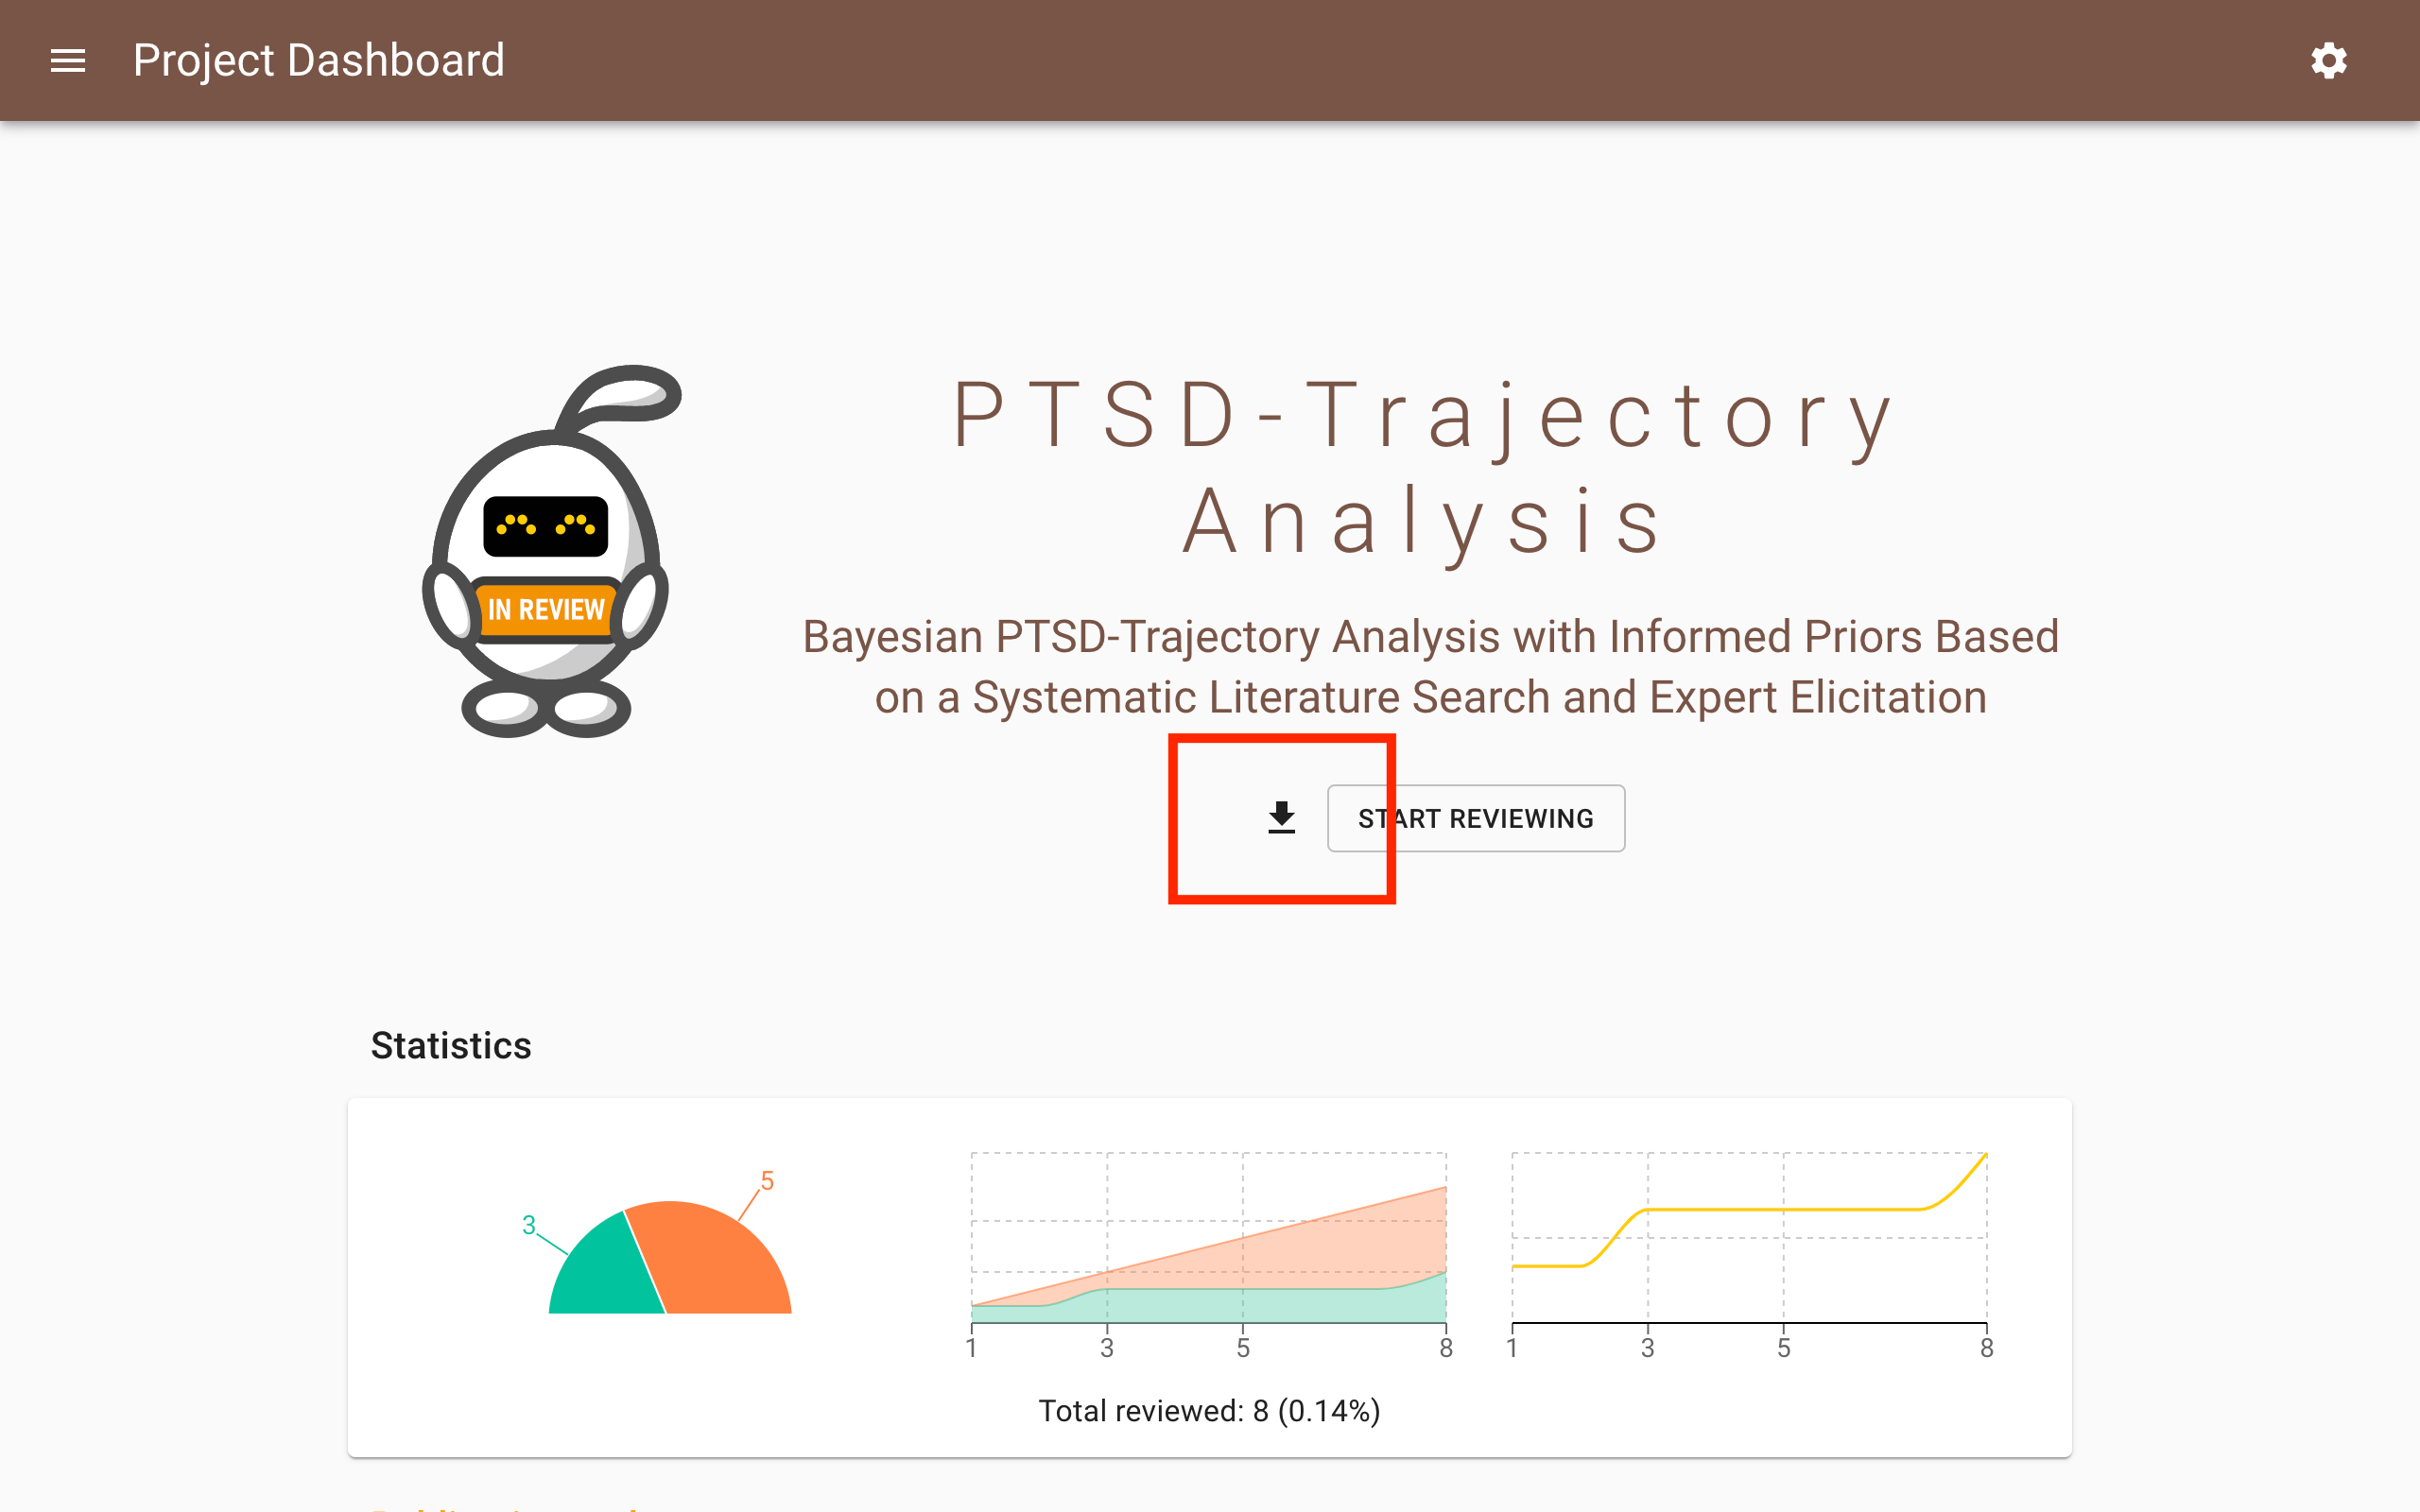 Project Dashboard
PTSD-Trajectory
Analysis
IN REVIEW
Bayesian PTSD-Trajectory Analysis with Informed Priors Based
on a Systematic Literature Search and Expert Elicitation
START REVIEWING
Statistics
3
5
1 3 5 8
1 3 5 8
Total reviewed: 8 (0.14%)